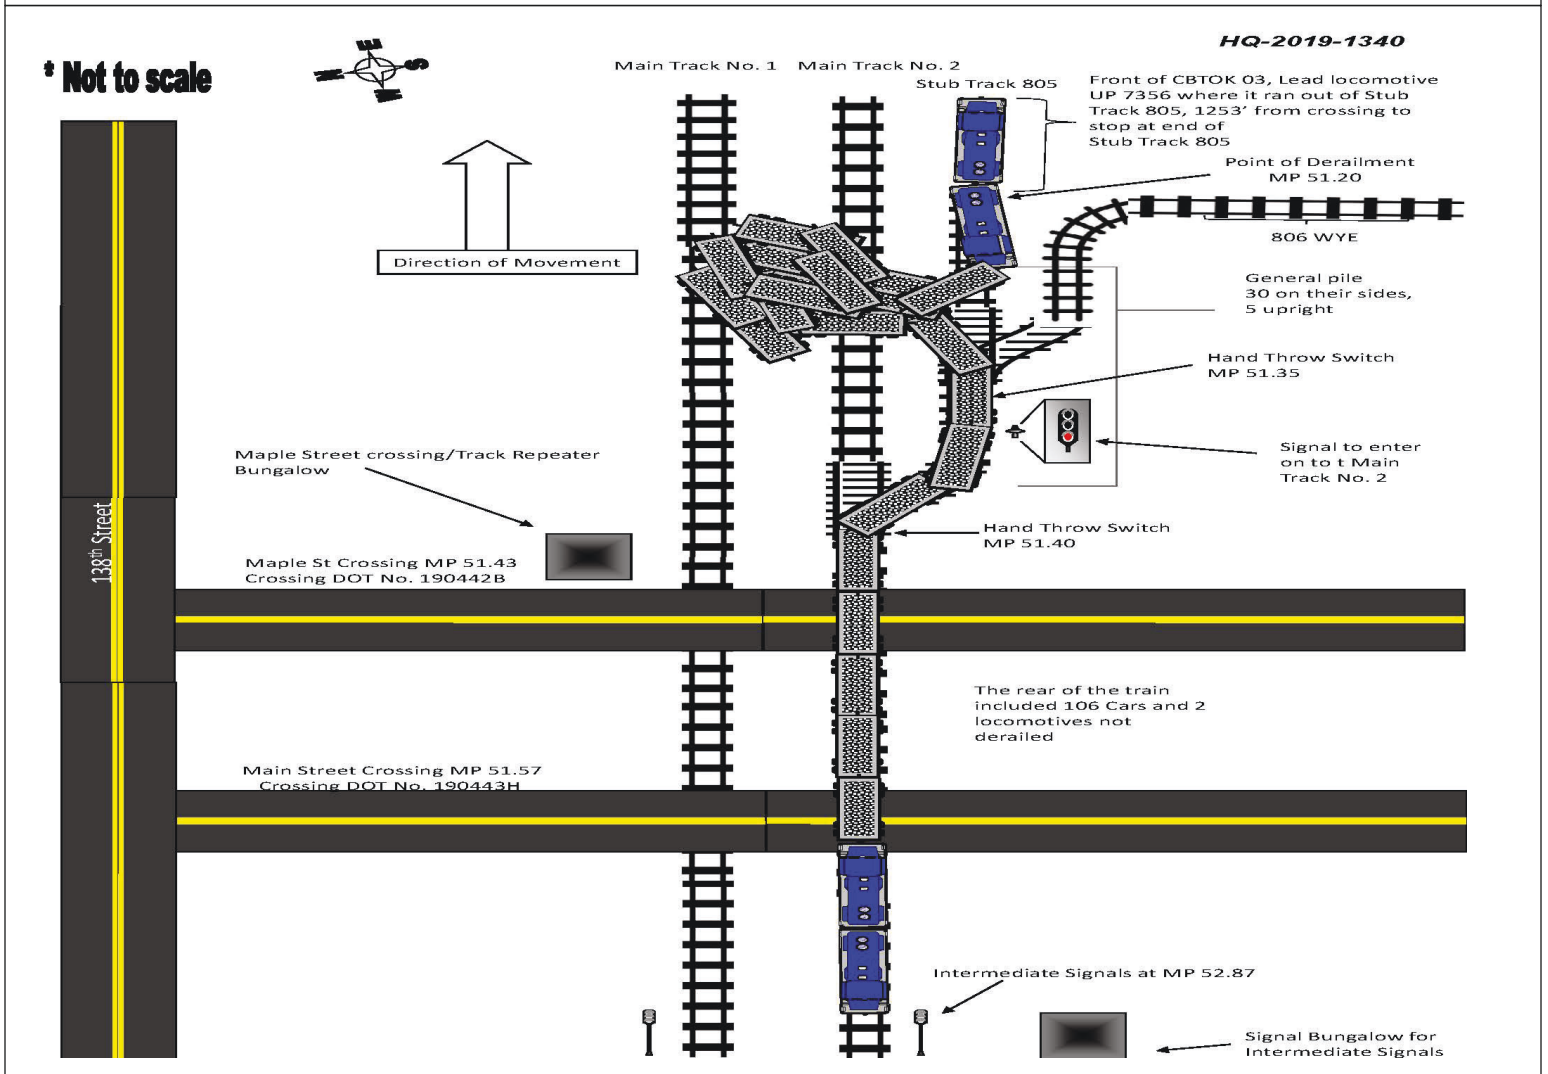 HQ-2019-1340
* Not to scale
N
E
S
W
Main Track No. 1
Main Track No. 2
Stub Track 805
Front of CBTOK 03, Lead locomotive
UP 7356 where it ran out of Stub
Track 805, 1253' from crossing to
stop at end of
Stub Track 805
Point of Derailment
MP 51.20
806 WYE
Direction of Movement
General pile
30 on their sides,
5 upright
Hand Throw Switch
MP 51.35
Signal to enter
on to t Main
Track No. 2
Maple Street crossing/Track Repeater
Bungalow
138th Street
Hand Throw Switch
MP 51.40
Maple St Crossing MP 51.43
Crossing DOT No. 190442B
The rear of the train
included 106 Cars and 2
locomotives not
derailed
Main Street Crossing MP 51.57
Crossing DOT No. 190443H
Intermediate Signals at MP 52.87
Signal Bungalow for
Intermediate Signals